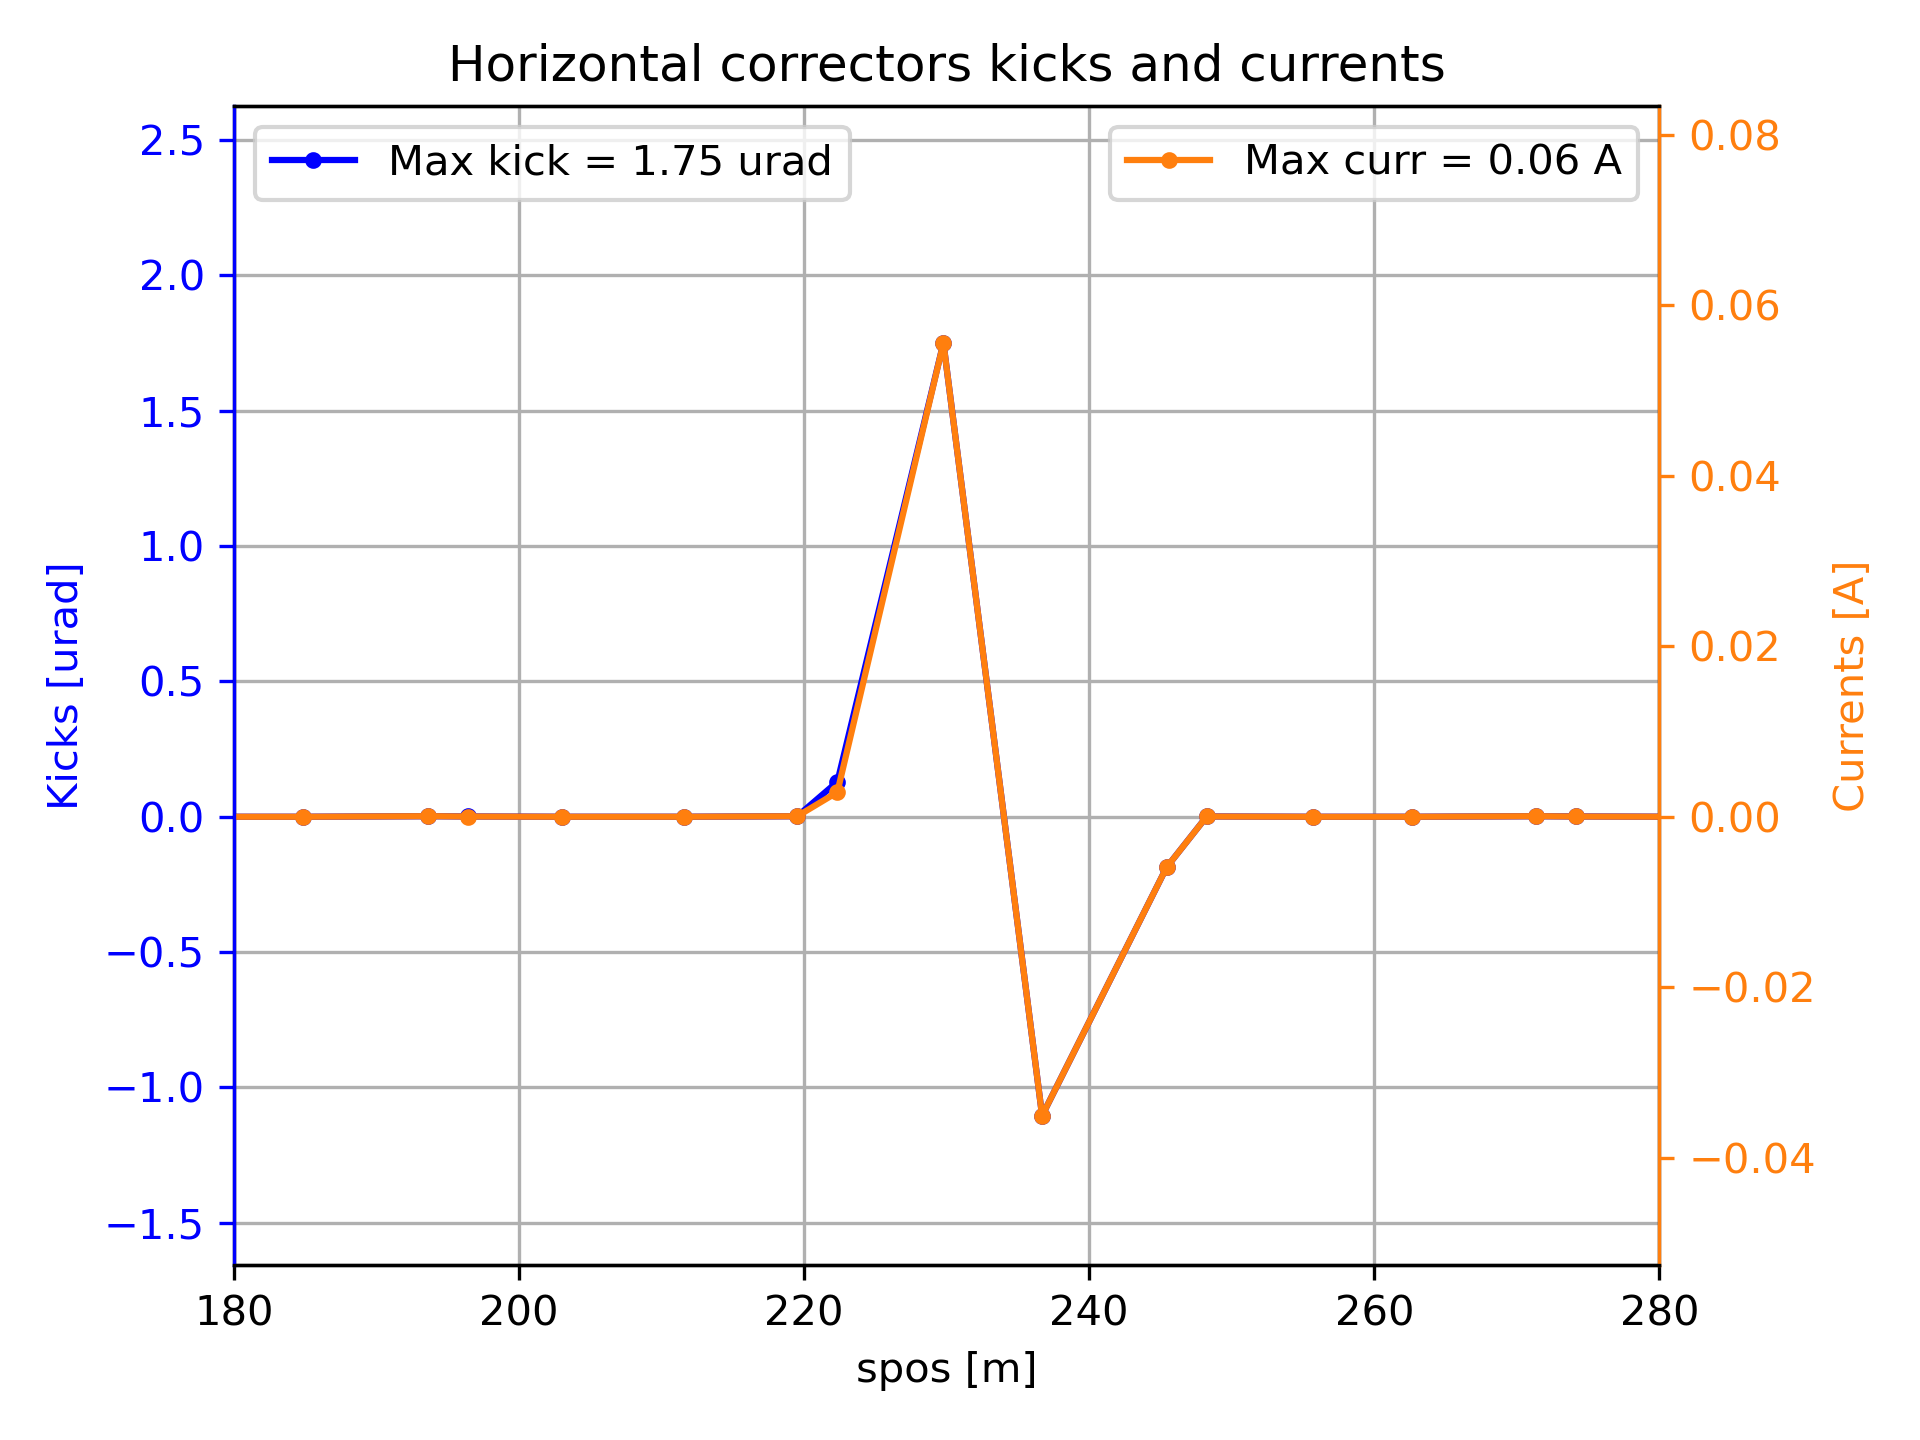 Horizontal correctors kicks and currents
Max kick = 1.75 urad
Max curr = 0.06 A
2.5
2.0
1.5
1.0
0.5
0.0
−0.5
−1.0
−1.5
Kicks [urad]
0.08
0.06
0.04
0.02
0.00
−0.02
−0.04
Currents [A]
180 200 220 240 260 280
spos [m]